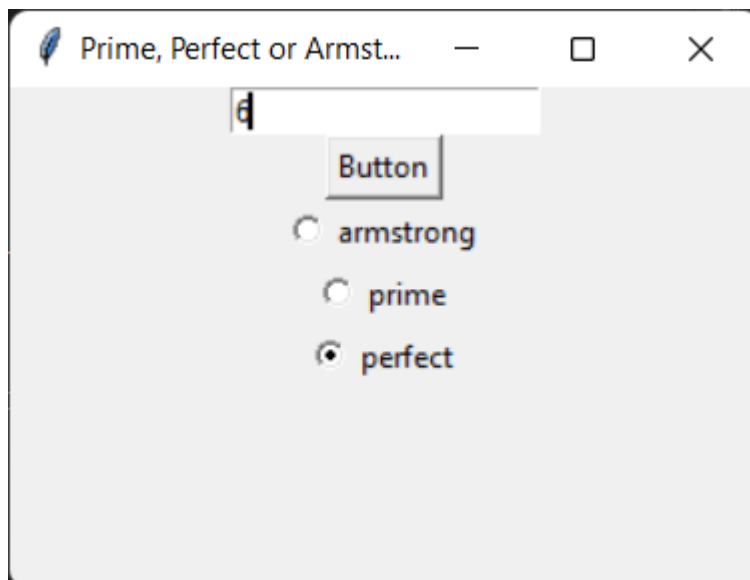 Prime, Perfect or Armst...
6
Button
armstrong
prime
perfect